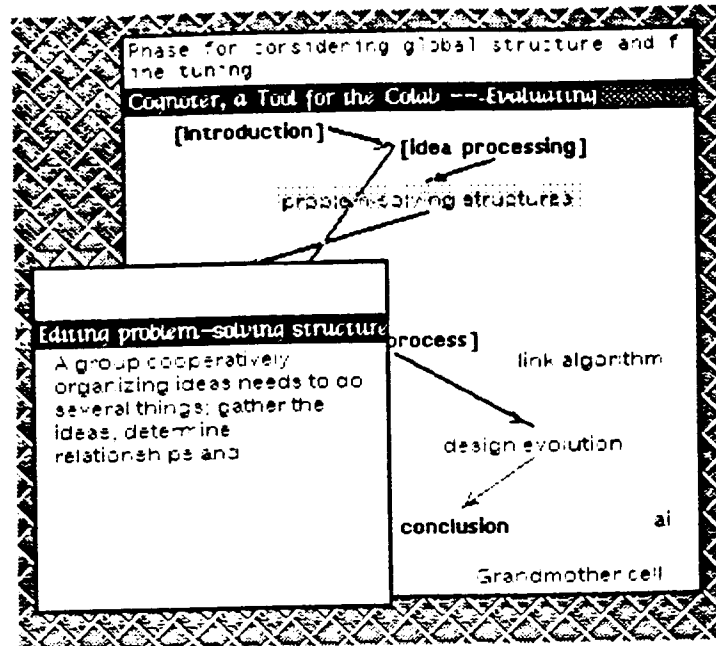 Phase for considering global structure and f
ine tuning
Cognoter, a Tool for the Colab -- Evaluating
[Introduction]
[idea processing]
problem-solving structures
Editing problem-solving structure
process]
A group cooperatively
organizing ideas needs to do
several things; gather the
ideas, determine
relationships and
link algorithm
design evolution
conclusion
ai
Grandmother cell